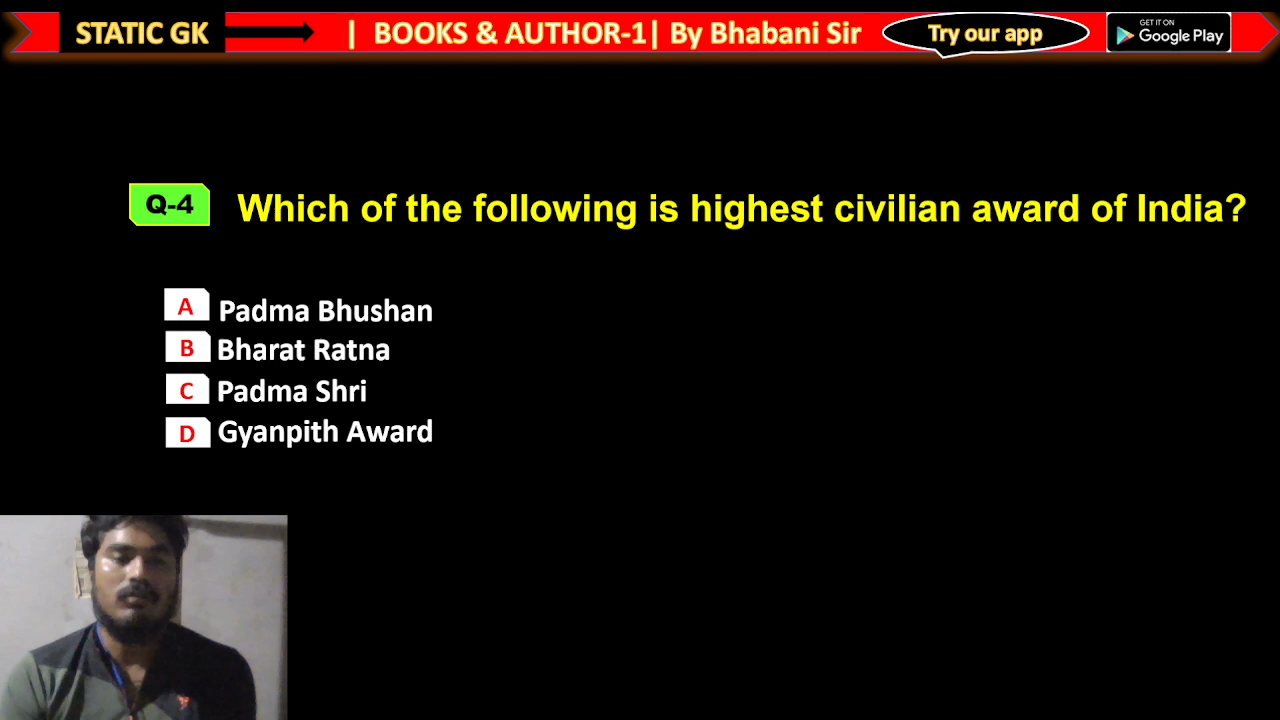 STATIC GK | BOOKS & AUTHOR-1| By Bhabani Sir Try our app GET IT ON Google Play
Q-4 Which of the following is highest civilian award of India?
A Padma Bhushan
B Bharat Ratna
C Padma Shri
D Gyanpith Award